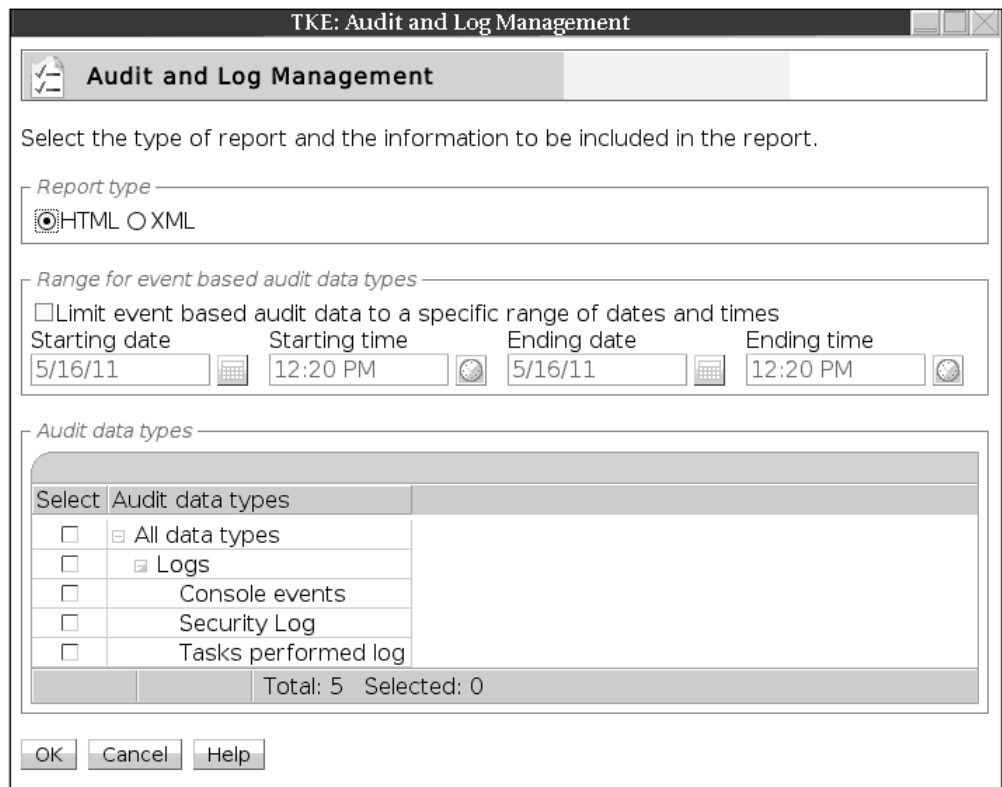 TKE: Audit and Log Management
Audit and Log Management
Select the type of report and the information to be included in the report.
Report type
HTML XML
Range for event based audit data types
Limit event based audit data to a specific range of dates and times
Starting date Starting time Ending date Ending time
5/16/11 12:20 PM 5/16/11 12:20 PM
Audit data types
Select Audit data types
All data types
Logs
Console events
Security Log
Tasks performed log
Total: 5 Selected: 0
OK Cancel Help